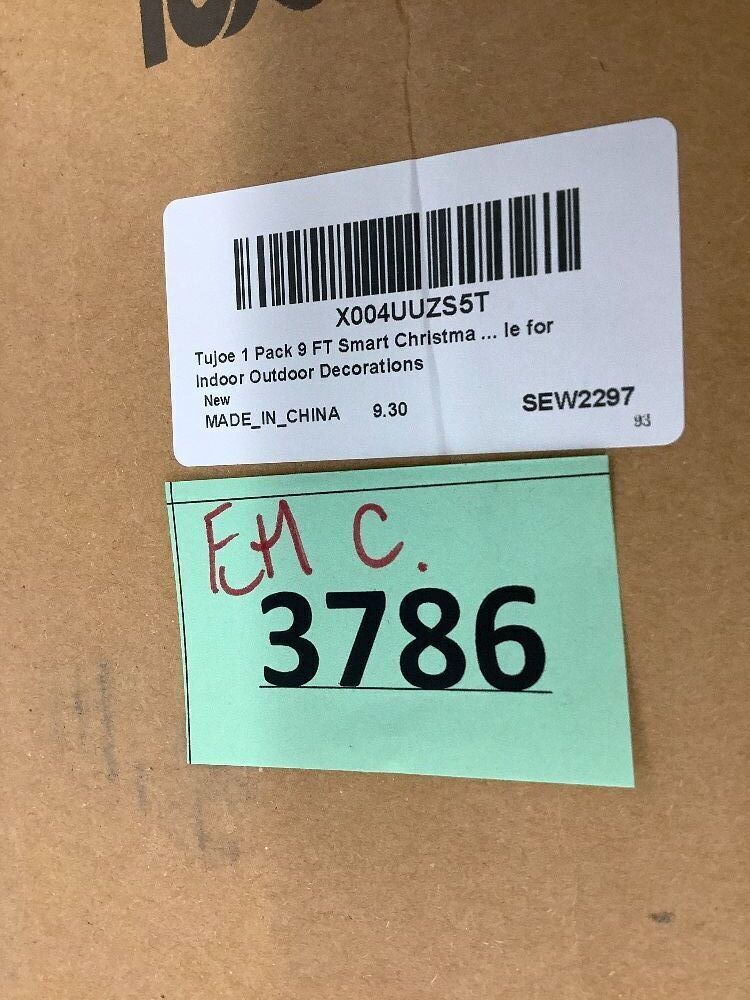 X004UUZS5T
Tujoe 1 Pack 9 FT Smart Christma ... le for
Indoor Outdoor Decorations
New
MADE_IN_CHINA 9.30 SEW2297
93
C.
3786